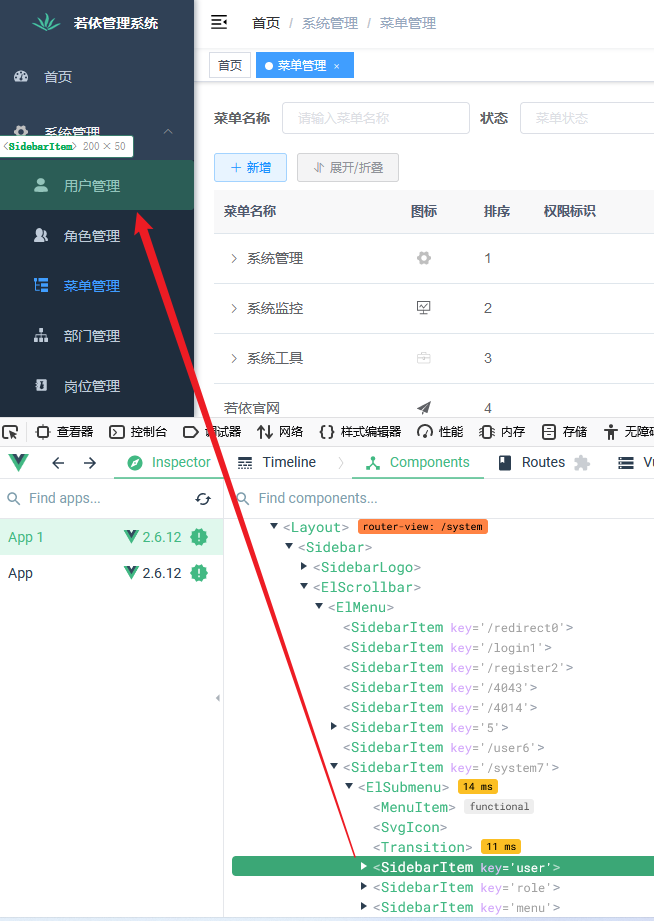 若依管理系统
首页 / 系统管理 / 菜单管理
首页
菜单管理 ×
首页
系统管理
<SidebarItem> 200 × 50
用户管理
角色管理
菜单管理
部门管理
岗位管理
菜单名称 请输入菜单名称 状态 菜单状态
+ 新增 展开/折叠
菜单名称 图标 排序 权限标识
系统管理 1
系统监控 2
系统工具 3
若依官网 4
查看器 控制台 调试器 网络 样式编辑器 性能 内存 存储
Inspector Timeline Components Routes
Find apps... Find components...
App 1 2.6.12
App 2.6.12
<Layout> router-view: /system
<Sidebar>
<SidebarLogo>
<ElScrollbar>
<ElMenu>
<SidebarItem key='/redirect0'>
<SidebarItem key='/login1'>
<SidebarItem key='/register2'>
<SidebarItem key='/4043'>
<SidebarItem key='/4014'>
<SidebarItem key='5'>
<SidebarItem key='/user6'>
<SidebarItem key='/system7'>
<ElSubmenu> 14 ms
<MenuItem> functional
<SvgIcon>
<Transition> 11 ms
<SidebarItem key='user'>
<SidebarItem key='role'>
<SidebarItem key='menu'>